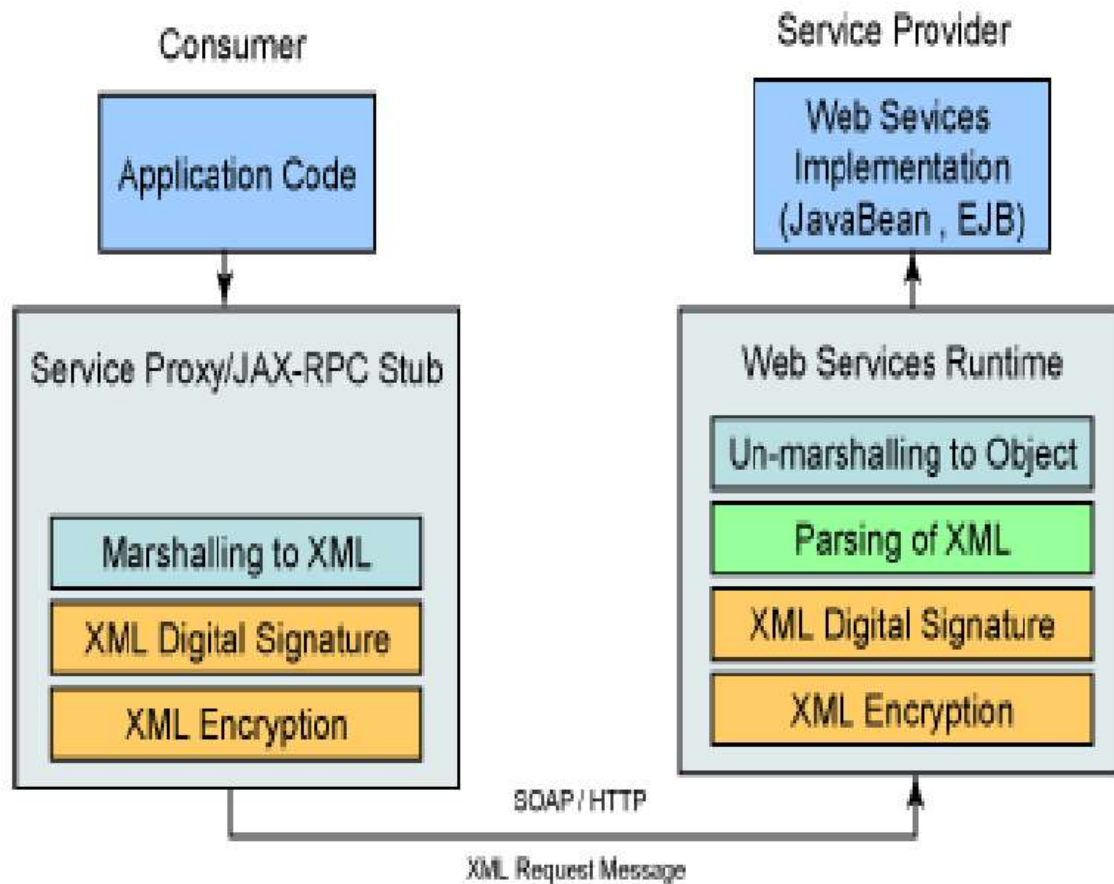 Consumer
Application Code
Service Proxy/JAX-RPC Stub
Marshalling to XML
XML Digital Signature
XML Encryption
SOAP / HTTP
XML Request Message
Service Provider
Web Sevices
Implementation
(JavaBean , EJB)
Web Services Runtime
Un-marshalling to Object
Parsing of XML
XML Digital Signature
XML Encryption